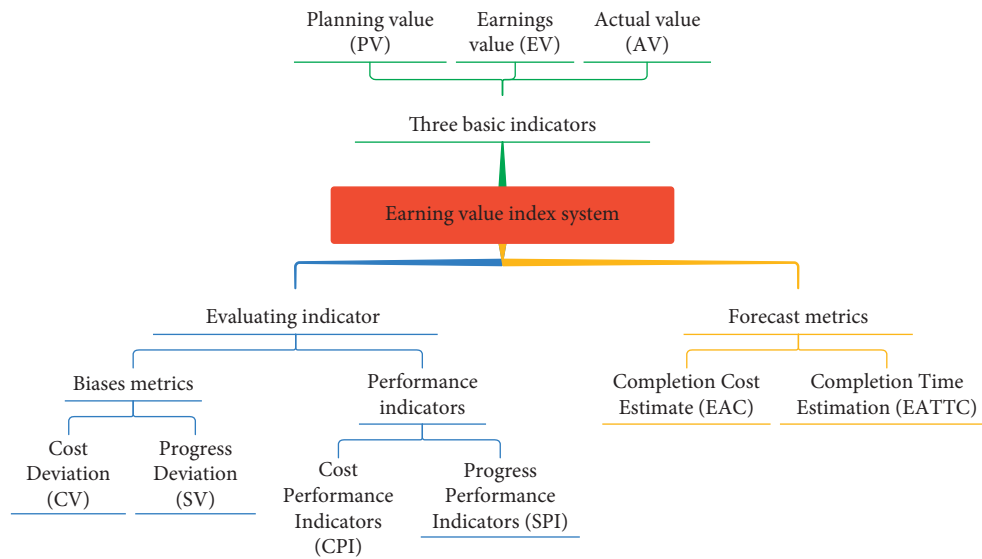 Planning value
(PV)
Earnings
value (EV)
Actual value
(AV)
Three basic indicators
Earning value index system
Evaluating indicator
Forecast metrics
Biases metrics
Performance
indicators
Completion Cost
Estimate (EAC)
Completion Time
Estimation (EATTC)
Cost
Deviation
(CV)
Progress
Deviation
(SV)
Cost
Performance
Indicators
(CPI)
Progress
Performance
Indicators (SPI)